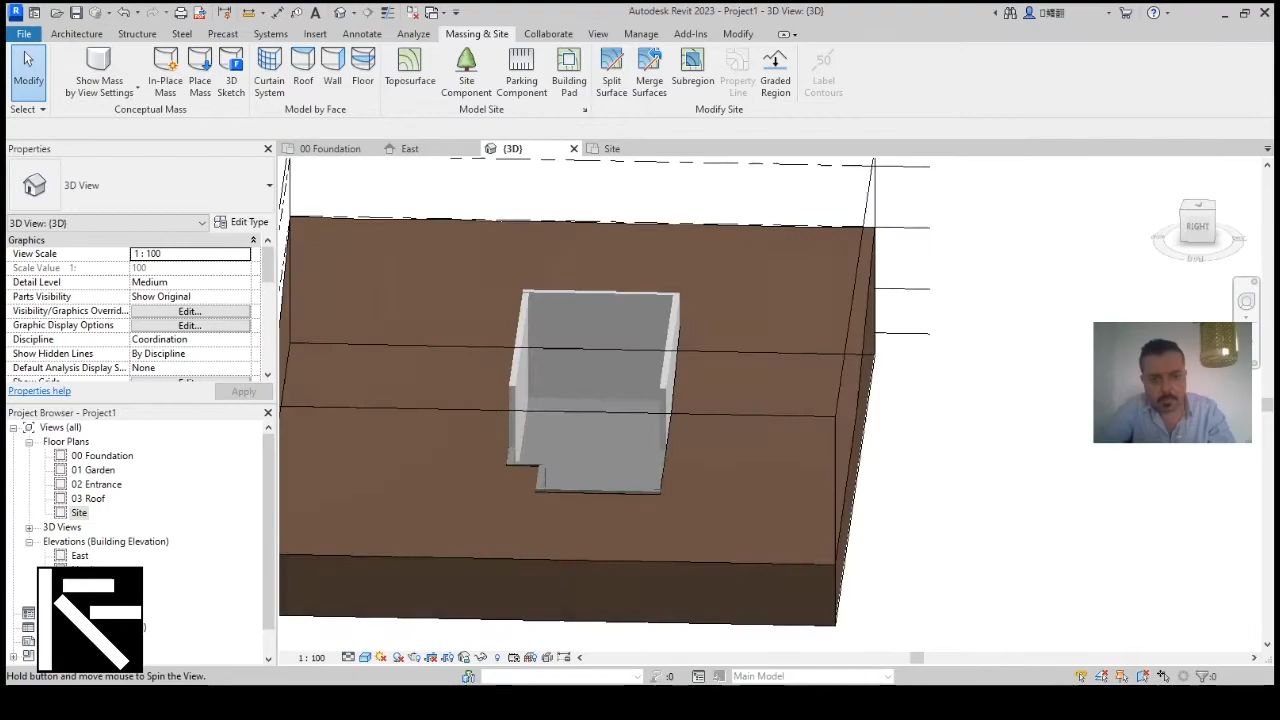 Autodesk Revit 2023 - Project1 - 3D View: {3D}
File Architecture Structure Steel Precast Systems Insert Annotate Analyze Massing & Site Collaborate View Manage Add-Ins Modify
Modify
Show Mass
by View Settings
In-Place
Mass
Place
Mass
3D
Sketch
Curtain
System
Roof
Wall
Floor
Toposurface
Site
Component
Parking
Component
Building
Pad
Split
Surface
Merge
Surfaces
Subregion
Property
Line
Graded
Region
Label
Contours
Select
Conceptual Mass
Model by Face
Model Site
Modify Site
Properties
00 Foundation
East
{3D}
Site
3D View
3D View: {3D}
Edit Type
Graphics
View Scale 1 : 100
Scale Value 1: 100
Detail Level Medium
Parts Visibility Show Original
Visibility/Graphics Overrid... Edit...
Graphic Display Options Edit...
Discipline Coordination
Show Hidden Lines By Discipline
Default Analysis Display S... None
Properties help
Apply
Project Browser - Project1
Views (all)
Floor Plans
00 Foundation
01 Garden
02 Entrance
03 Roof
Site
3D Views
Elevations (Building Elevation)
East
RIGHT
1 : 100
Hold button and move mouse to Spin the View.
:0
Main Model
:0